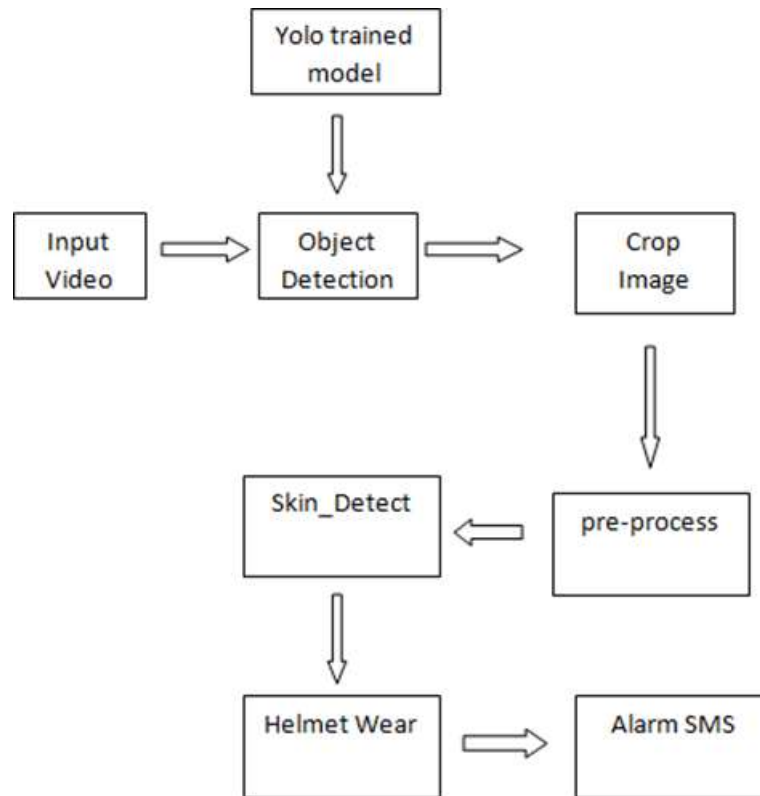 Yolo trained
model
Input
Video
Object
Detection
Crop
Image
pre-process
Skin_Detect
Helmet Wear
Alarm SMS